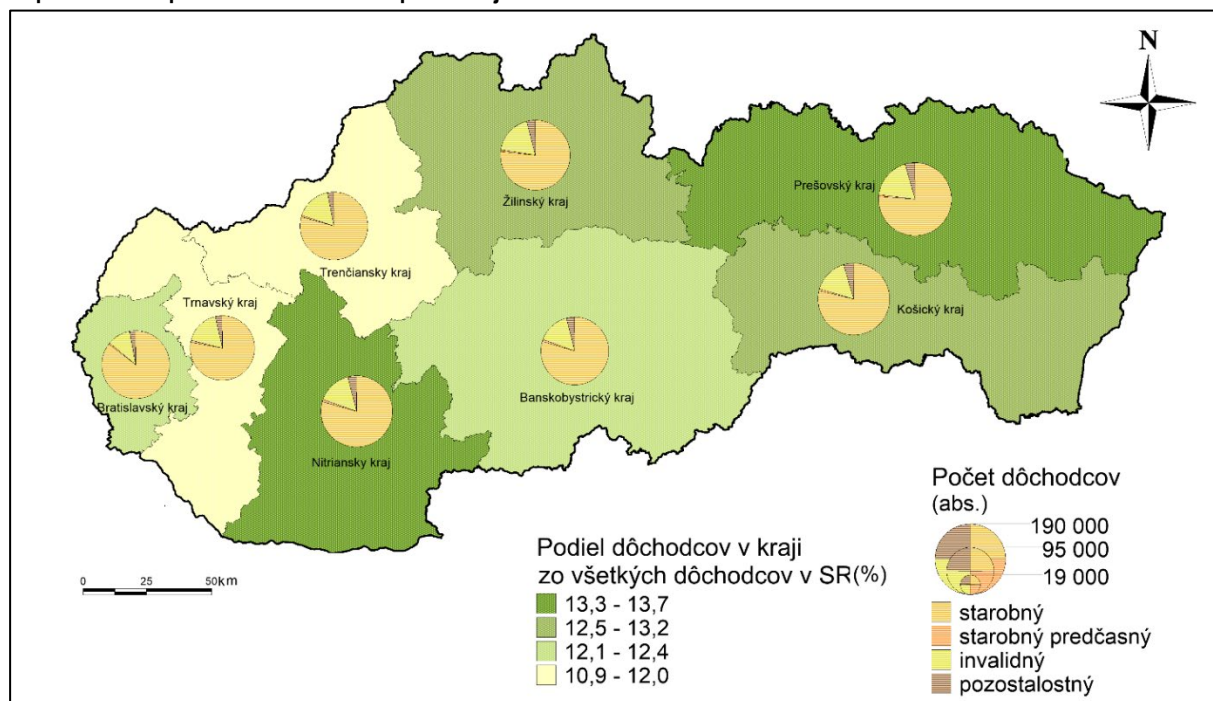 N
Žilinský kraj
Prešovský kraj
Trenčiansky kraj
Trnavský kraj
Košický kraj
Bratislavský kraj
Banskobystrický kraj
Nitriansky kraj
0 25 50km
Podiel dôchodcov v kraji
zo všetkých dôchodcov v SR(%)
13,3 - 13,7
12,5 - 13,2
12,1 - 12,4
10,9 - 12,0
Počet dôchodcov
(abs.)
190 000
95 000
19 000
starobný
starobný predčasný
invalidný
pozostalostný